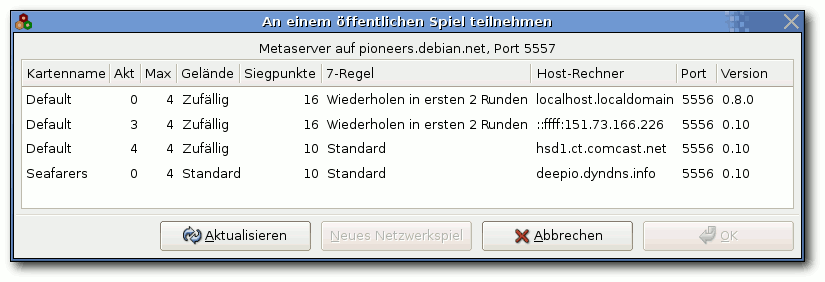 An einem öffentlichen Spiel teilnehmen
Metaserver auf pioneers.debian.net, Port 5557
Kartenname Akt Max Gelände Siegpunkte 7-Regel Host-Rechner Port Version
Default 0 4 Zufällig 16 Wiederholen in ersten 2 Runden localhost.localdomain 5556 0.8.0
Default 3 4 Zufällig 16 Wiederholen in ersten 2 Runden ::ffff:151.73.166.226 5556 0.10
Default 4 4 Zufällig 10 Standard hsd1.ct.comcast.net 5556 0.10
Seafarers 0 4 Standard 10 Standard deepio.dyndns.info 5556 0.10
Aktualisieren Neues Netzwerkspiel Abbrechen OK